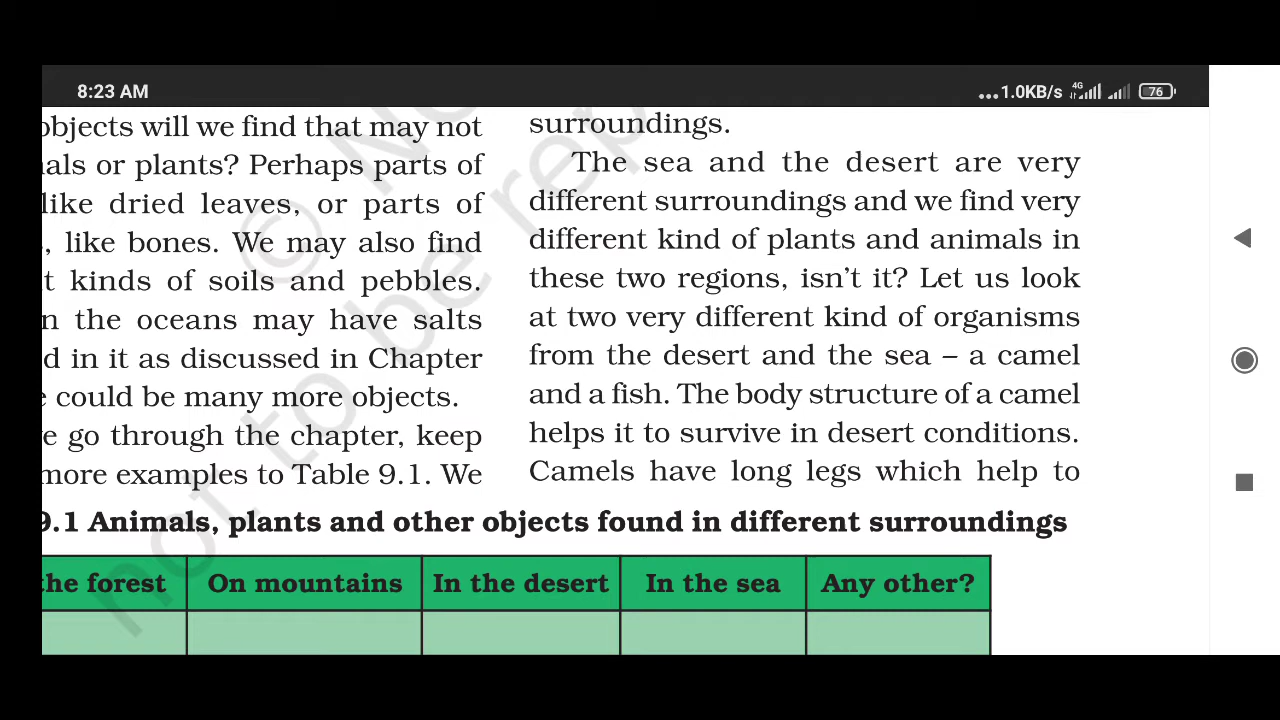 8:23 AM
...1.0KB/s 4G 76
objects will we find that may not
als or plants? Perhaps parts of
like dried leaves, or parts of
, like bones. We may also find
t kinds of soils and pebbles.
n the oceans may have salts
d in it as discussed in Chapter
e could be many more objects.
e go through the chapter, keep
more examples to Table 9.1. We
surroundings.
The sea and the desert are very
different surroundings and we find very
different kind of plants and animals in
these two regions, isn't it? Let us look
at two very different kind of organisms
from the desert and the sea – a camel
and a fish. The body structure of a camel
helps it to survive in desert conditions.
Camels have long legs which help to
9.1 Animals, plants and other objects found in different surroundings
the forest On mountains In the desert In the sea Any other?
© N
not to be rep